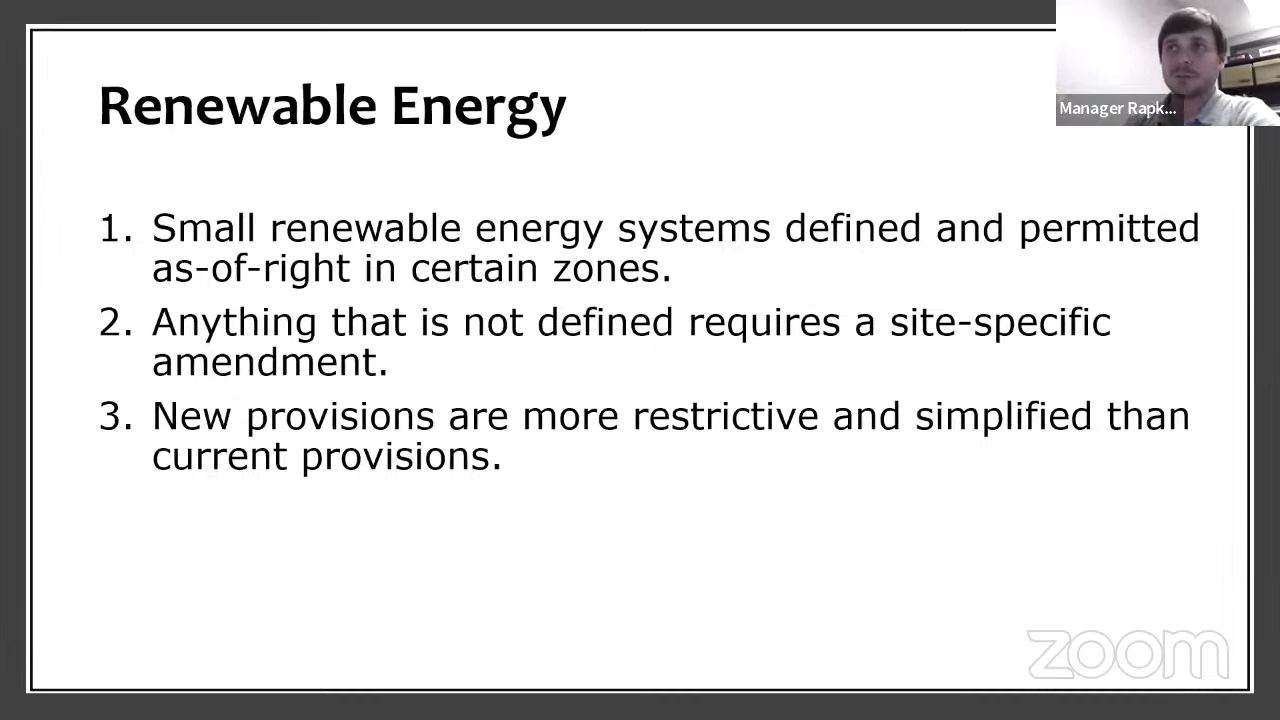 Renewable Energy
Manager Rapk...
1. Small renewable energy systems defined and permitted
as-of-right in certain zones.
2. Anything that is not defined requires a site-specific
amendment.
3. New provisions are more restrictive and simplified than
current provisions.
zoom